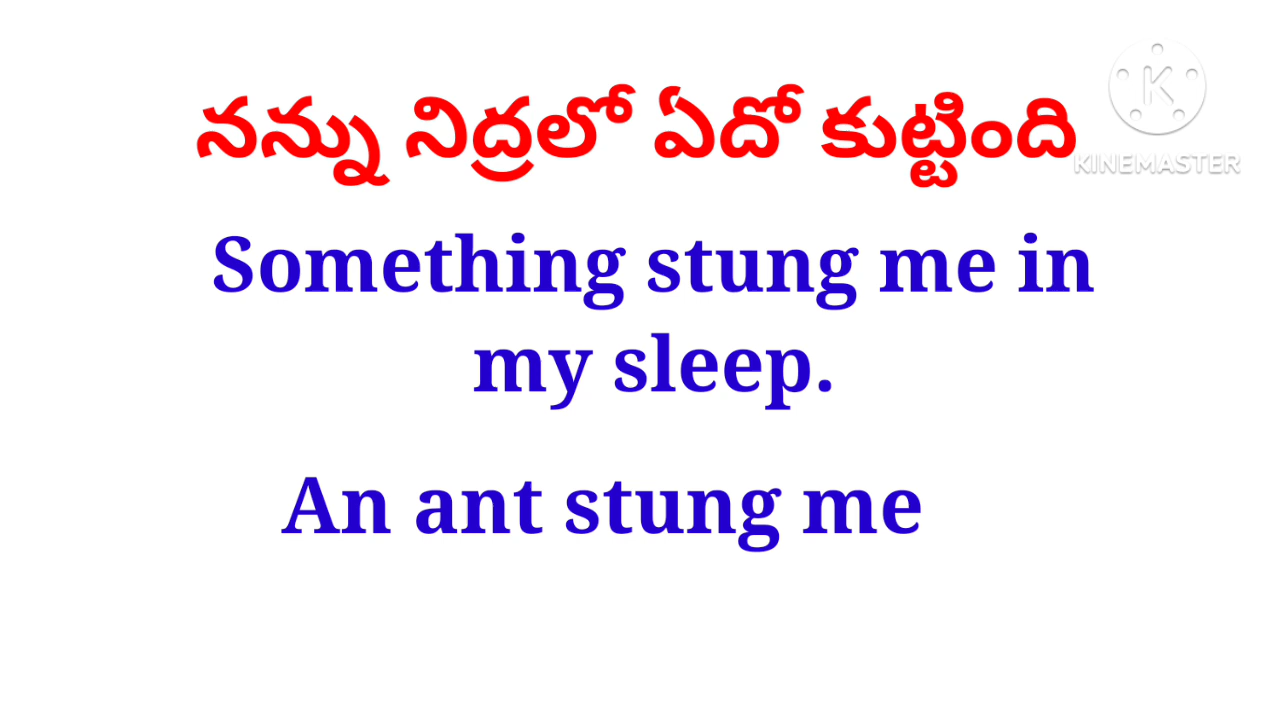 నన్ను నిద్రలో ఏదో కుట్టింది
K
KINEMASTER
Something stung me in
my sleep.
An ant stung me